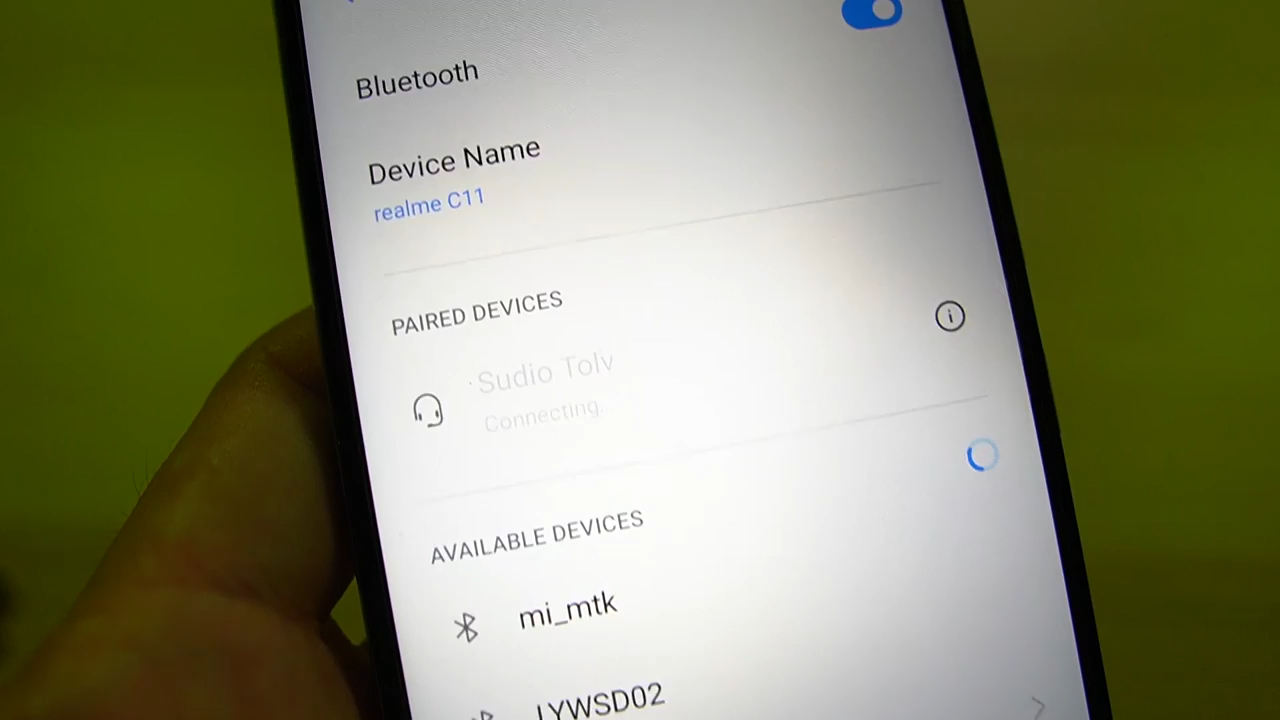 Bluetooth
Device Name
realme C11
PAIRED DEVICES
Sudio Tolv
Connecting.
AVAILABLE DEVICES
mi_mtk
LYWSD02